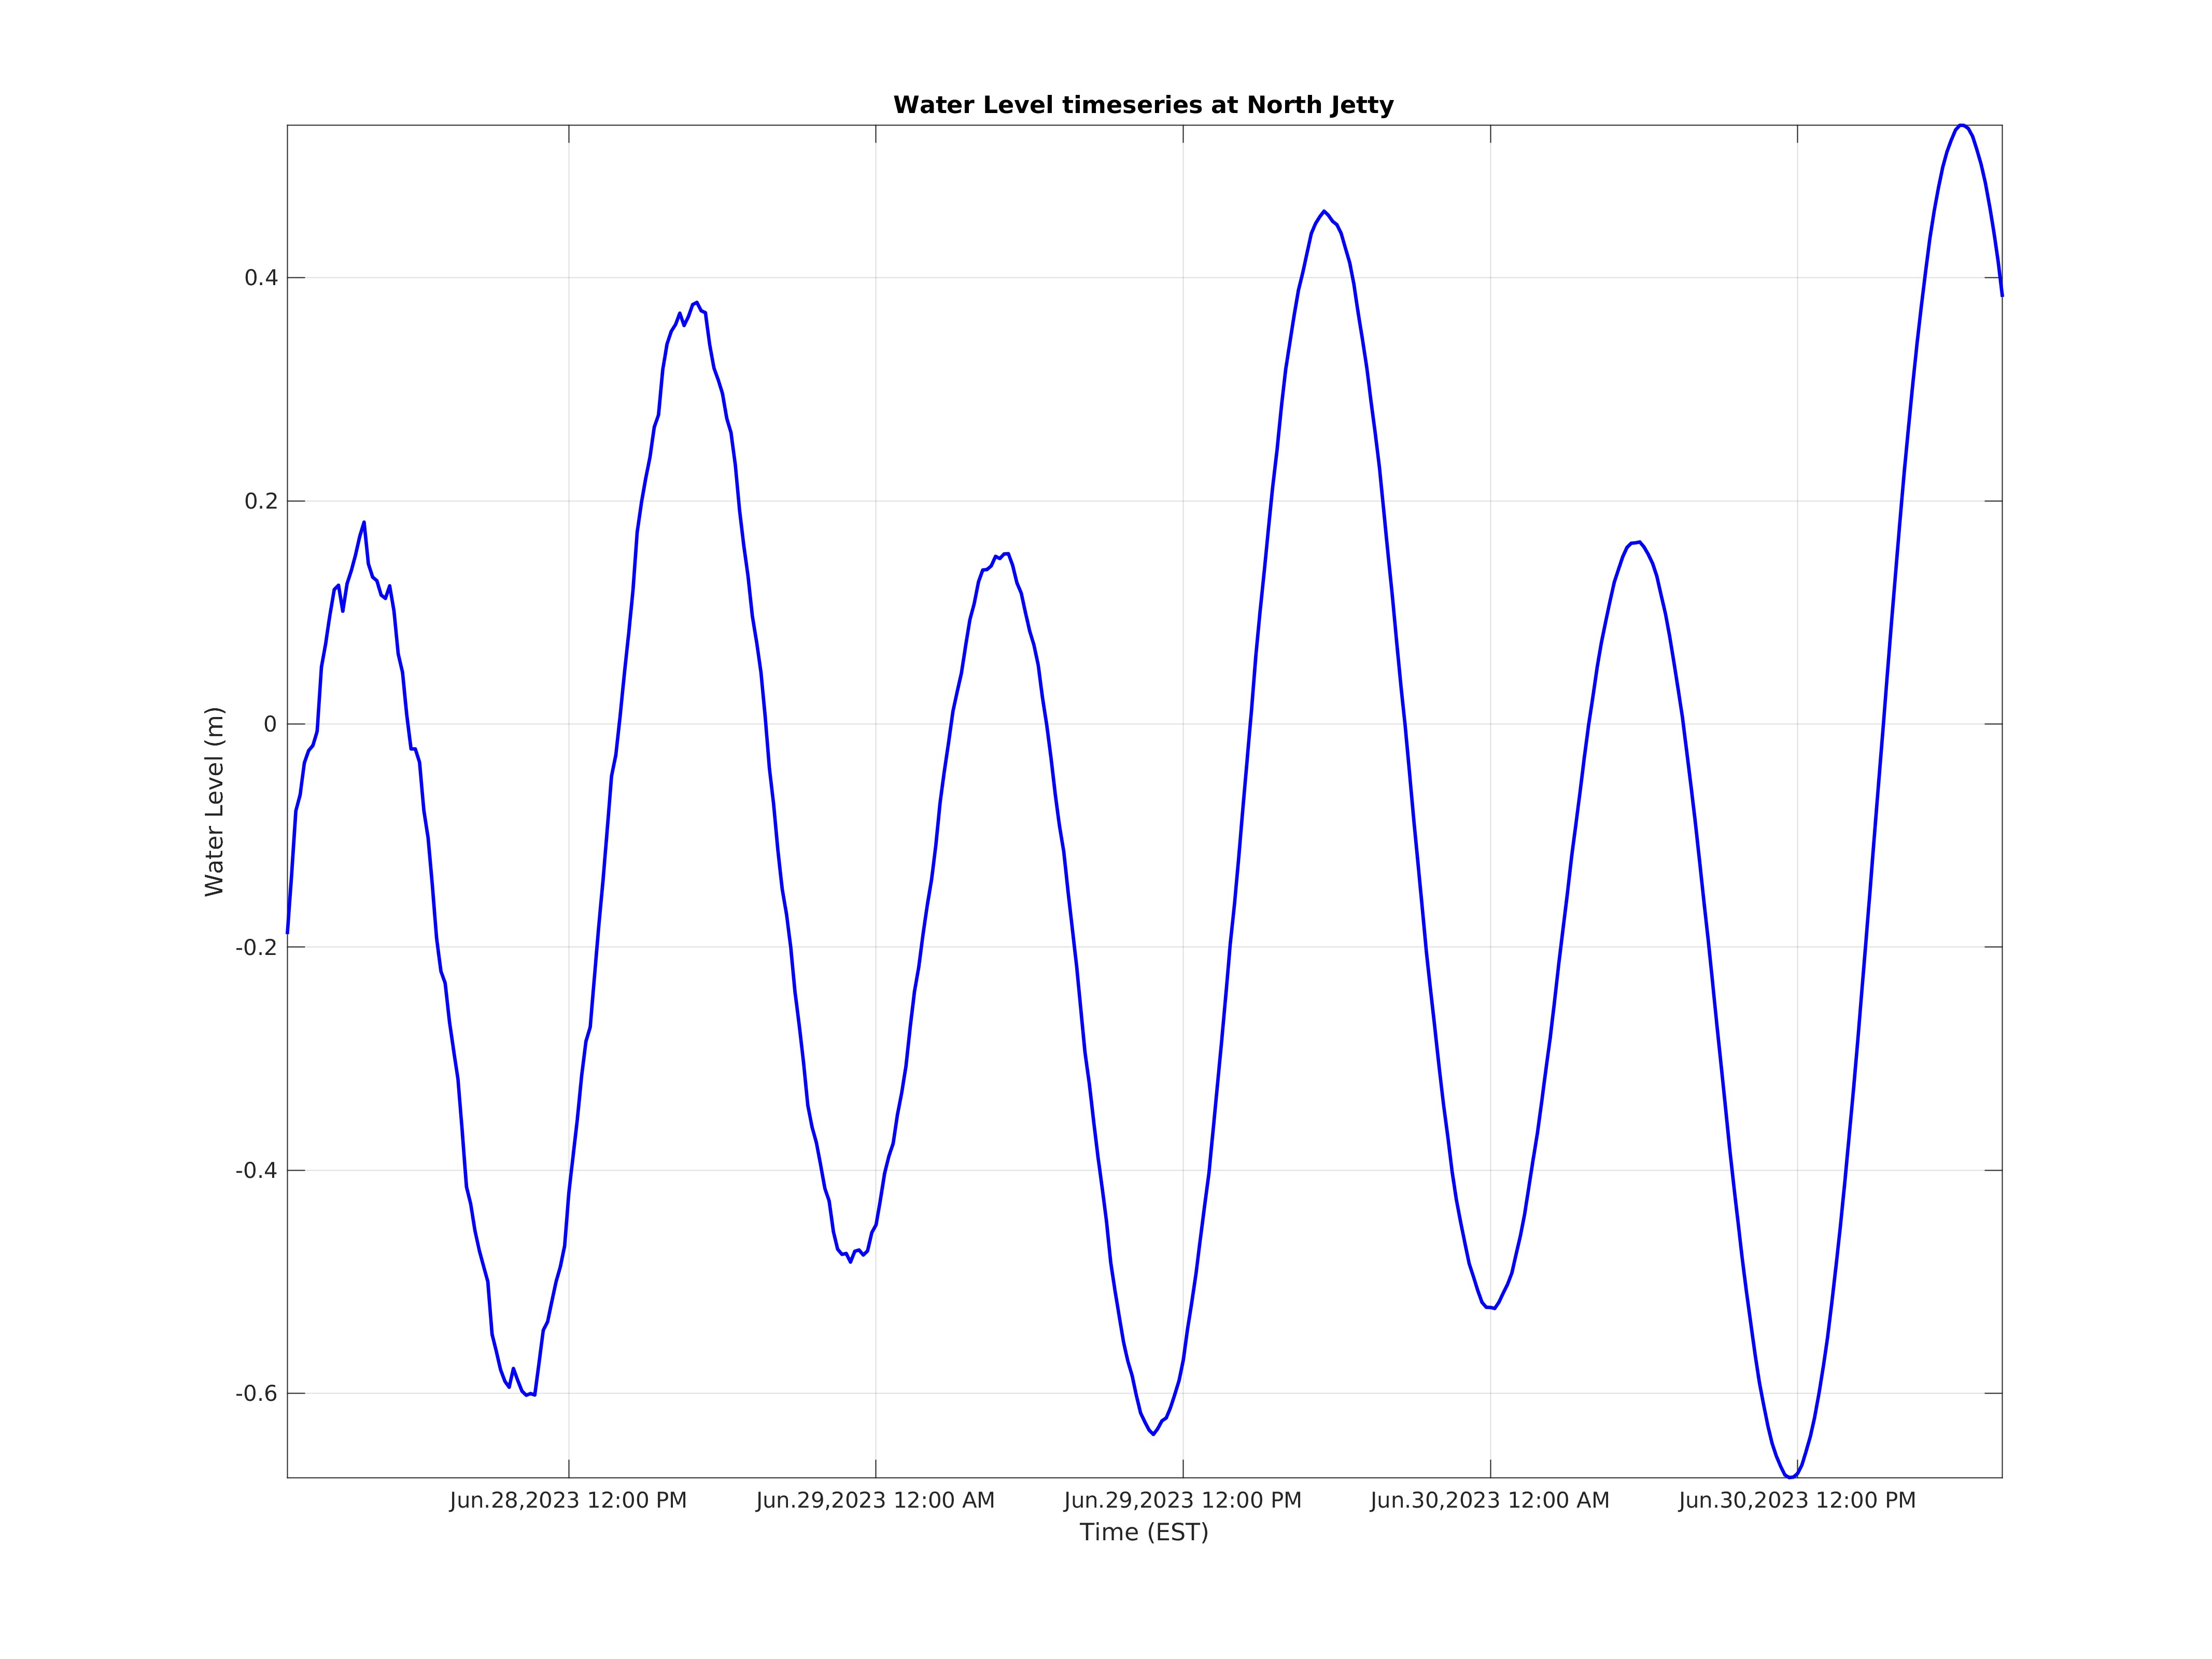 Water Level timeseries at North Jetty
0.4
0.2
0
-0.2
-0.4
-0.6
Water Level (m)
Jun.28,2023 12:00 PM
Jun.29,2023 12:00 AM
Jun.29,2023 12:00 PM
Jun.30,2023 12:00 AM
Jun.30,2023 12:00 PM
Time (EST)